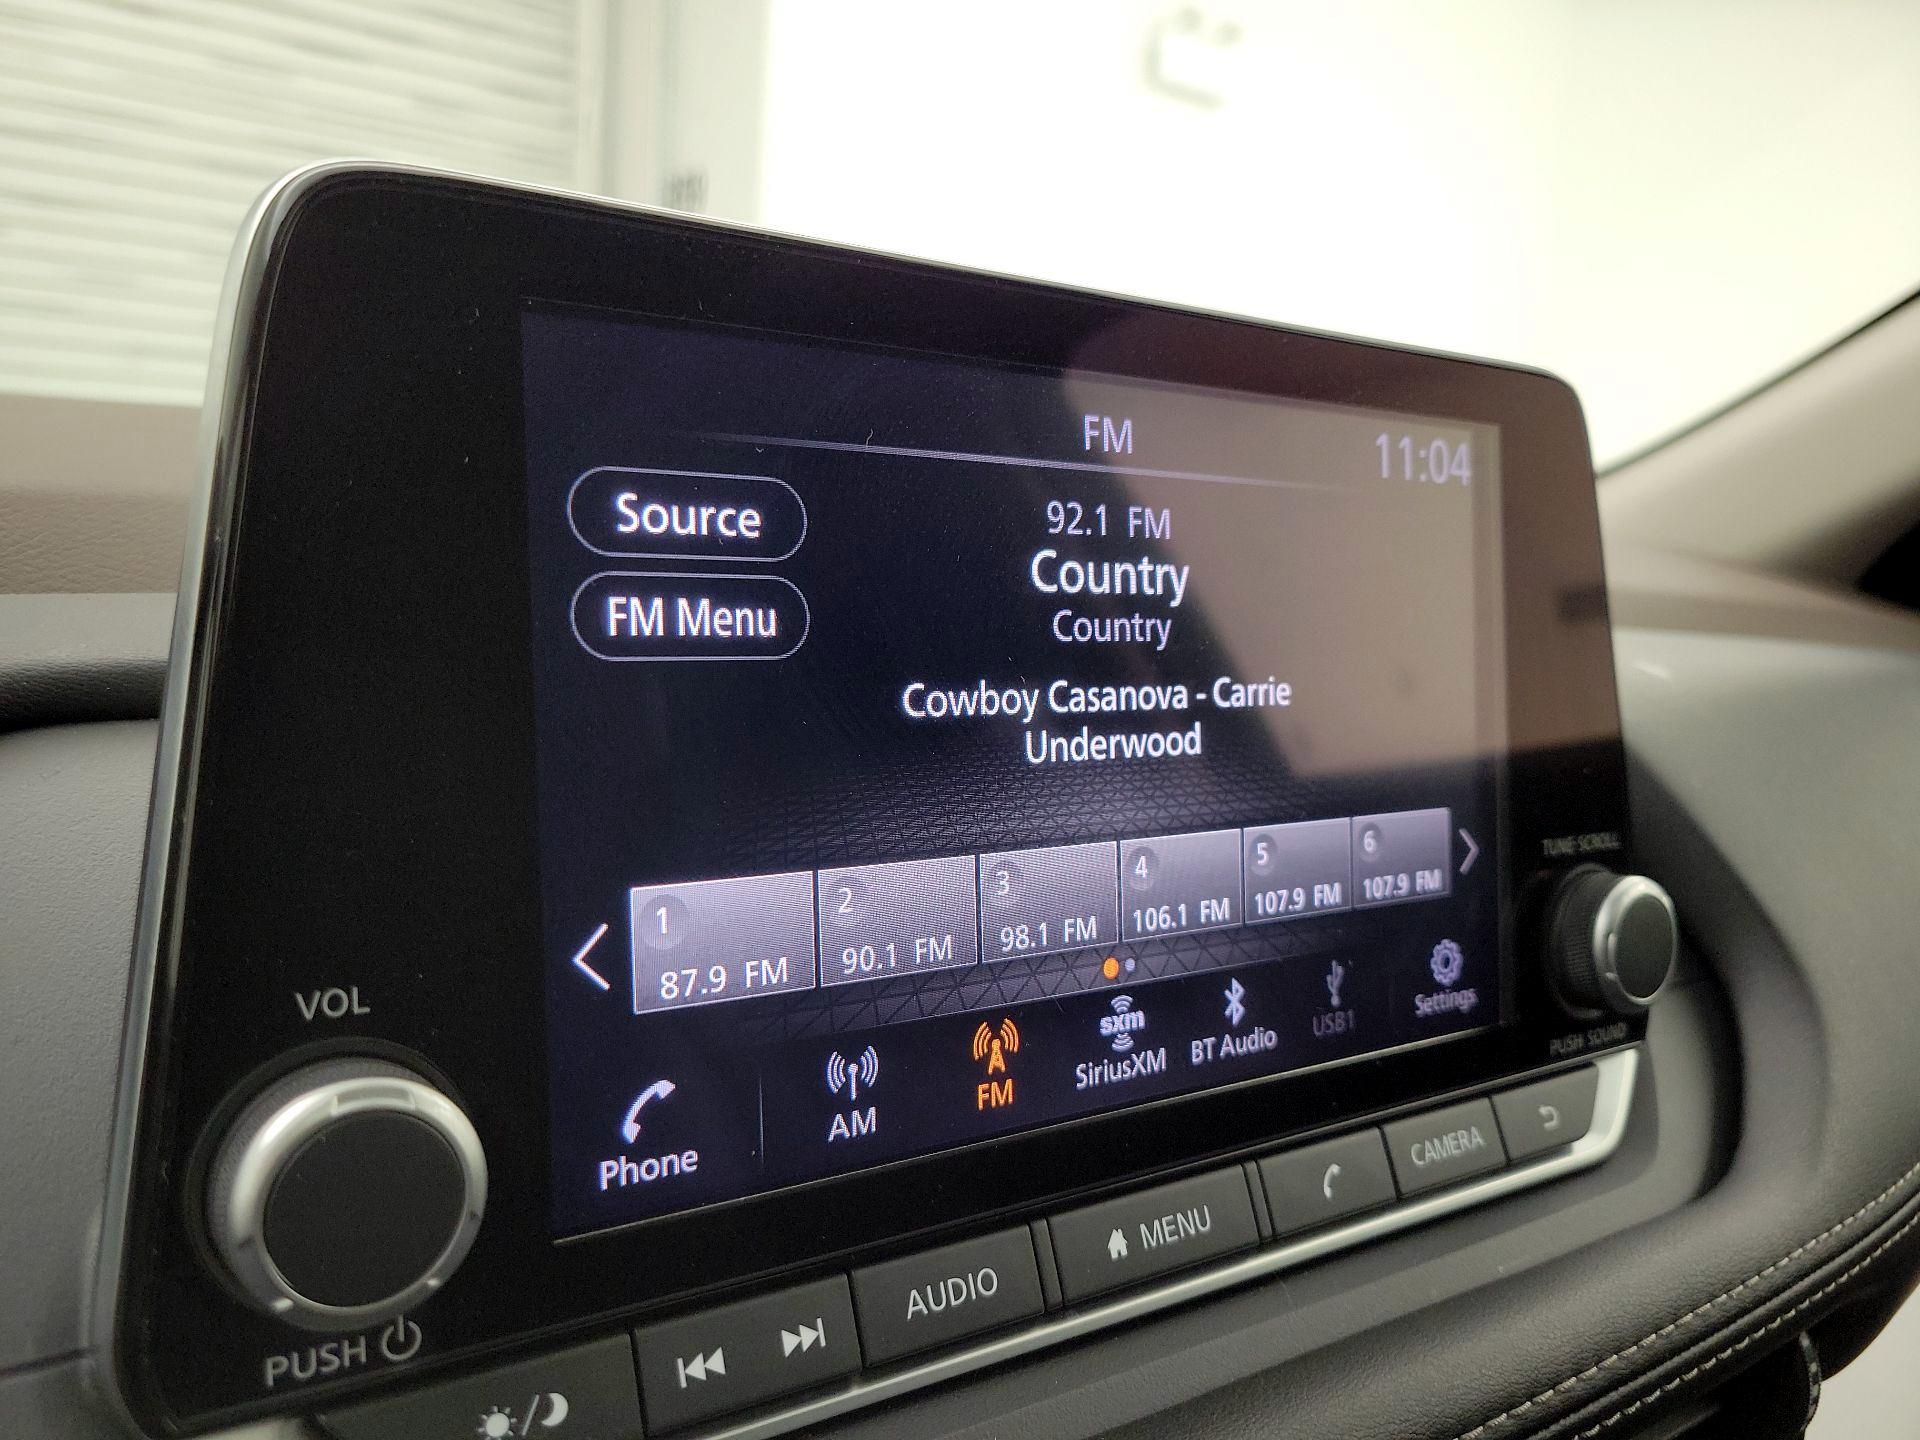 FM
11:04
Source
FM Menu
92.1 FM
Country
Country
Cowboy Casanova - Carrie
Underwood
1
87.9 FM
2
90.1 FM
3
98.1 FM
4
106.1 FM
5
107.9 FM
6
107.9 FM
Phone
AM
FM
sxm
SiriusXM
BT Audio
USB1
Settings
VOL
PUSH
TUNE·SCROLL
PUSH SOUND
AUDIO
MENU
CAMERA